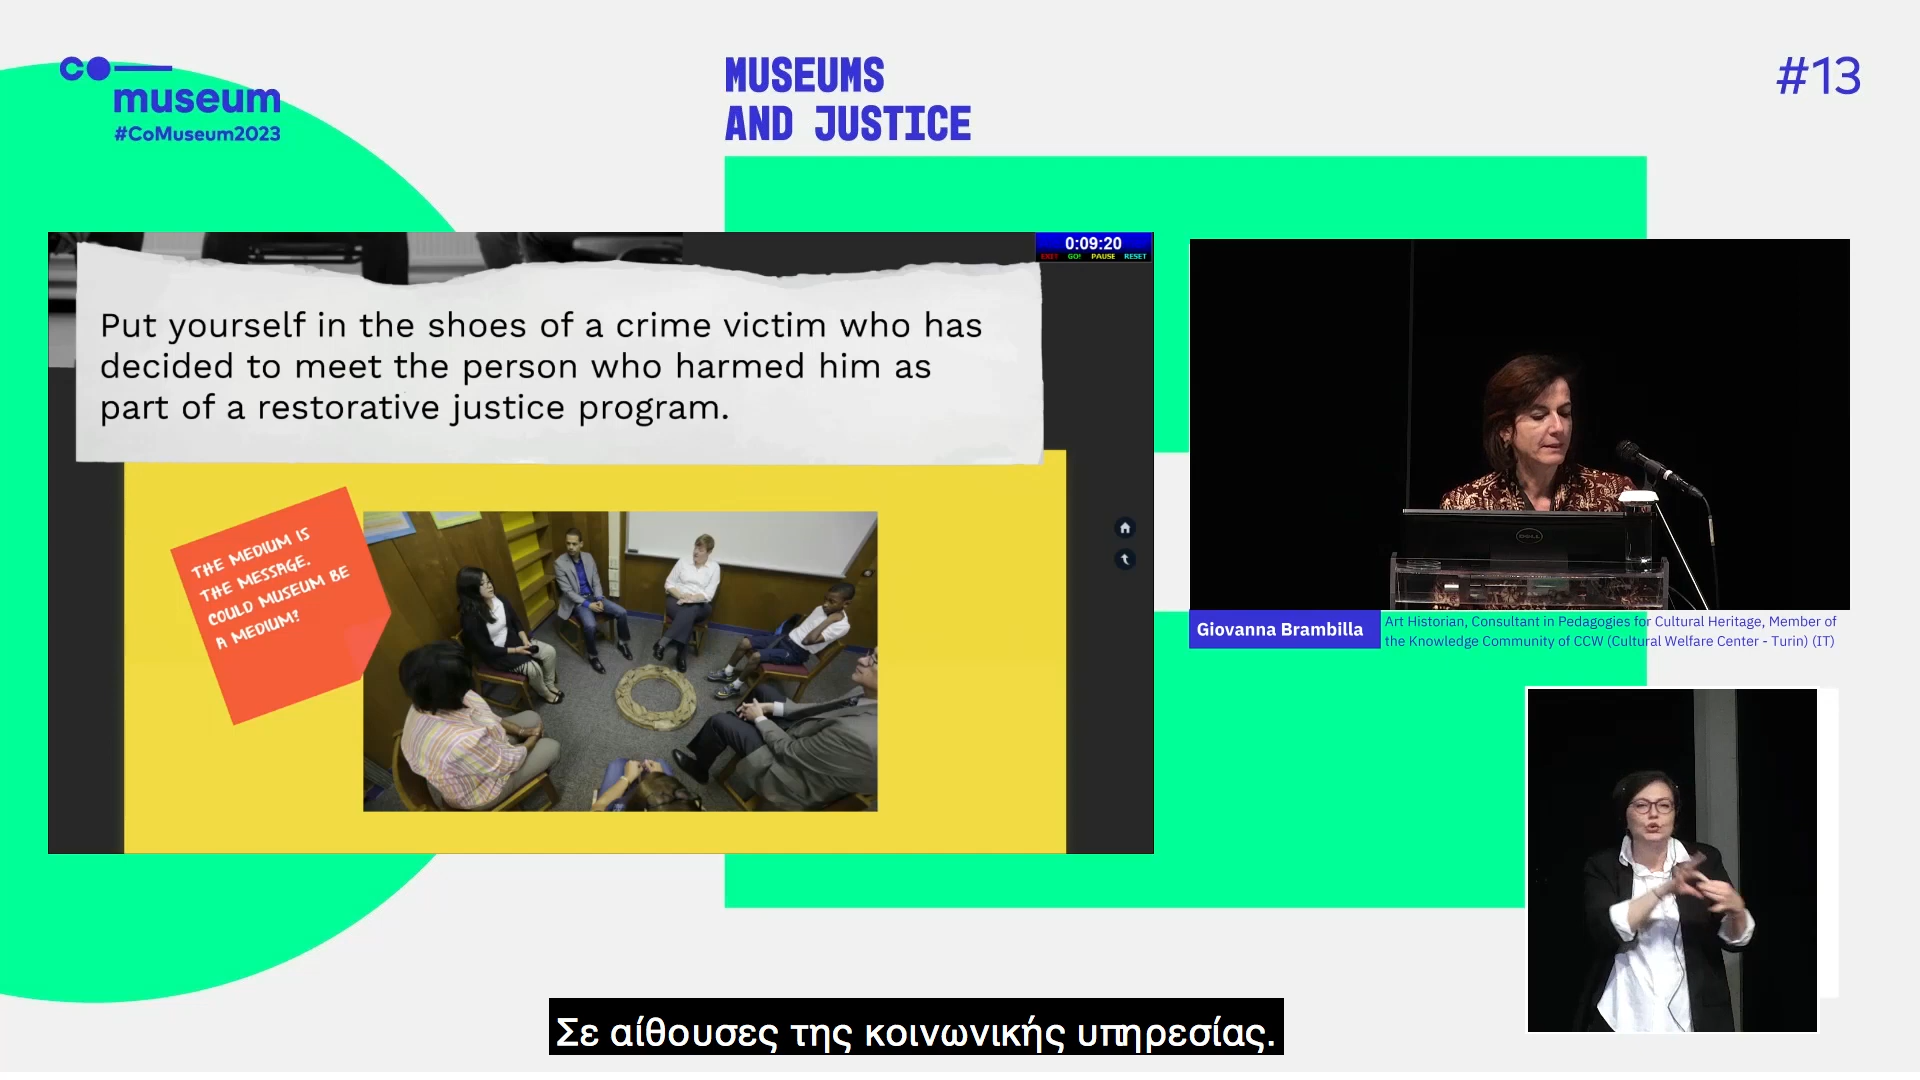 co—
museum
#CoMuseum2023
MUSEUMS
AND JUSTICE
#13
0:09:20
EXIT GO! PAUSE RESET
Put yourself in the shoes of a crime victim who has
decided to meet the person who harmed him as
part of a restorative justice program.
THE MEDIUM IS
THE MESSAGE.
COULD MUSEUM BE
A MEDIUM?
DELL
Giovanna Brambilla
Art Historian, Consultant in Pedagogies for Cultural Heritage, Member of
the Knowledge Community of CCW (Cultural Welfare Center - Turin) (IT)
Σε αίθουσες της κοινωνικής υπηρεσίας.